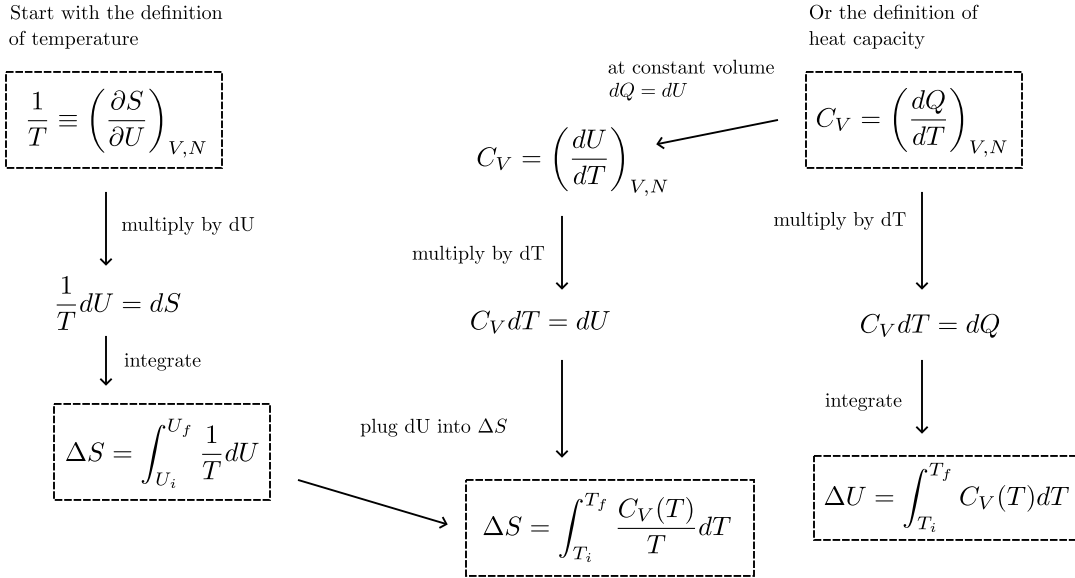 Start with the definition
of temperature
1/T ≡ (∂S/∂U)_{V,N}
multiply by dU
1/T dU = dS
integrate
ΔS = ∫_{U_i}^{U_f} 1/T dU
Or the definition of
heat capacity
C_V = (dQ/dT)_{V,N}
at constant volume
dQ = dU
C_V = (dU/dT)_{V,N}
multiply by dT
C_V dT = dU
plug dU into ΔS
ΔS = ∫_{T_i}^{T_f} C_V(T)/T dT
multiply by dT
C_V dT = dQ
integrate
ΔU = ∫_{T_i}^{T_f} C_V(T)dT